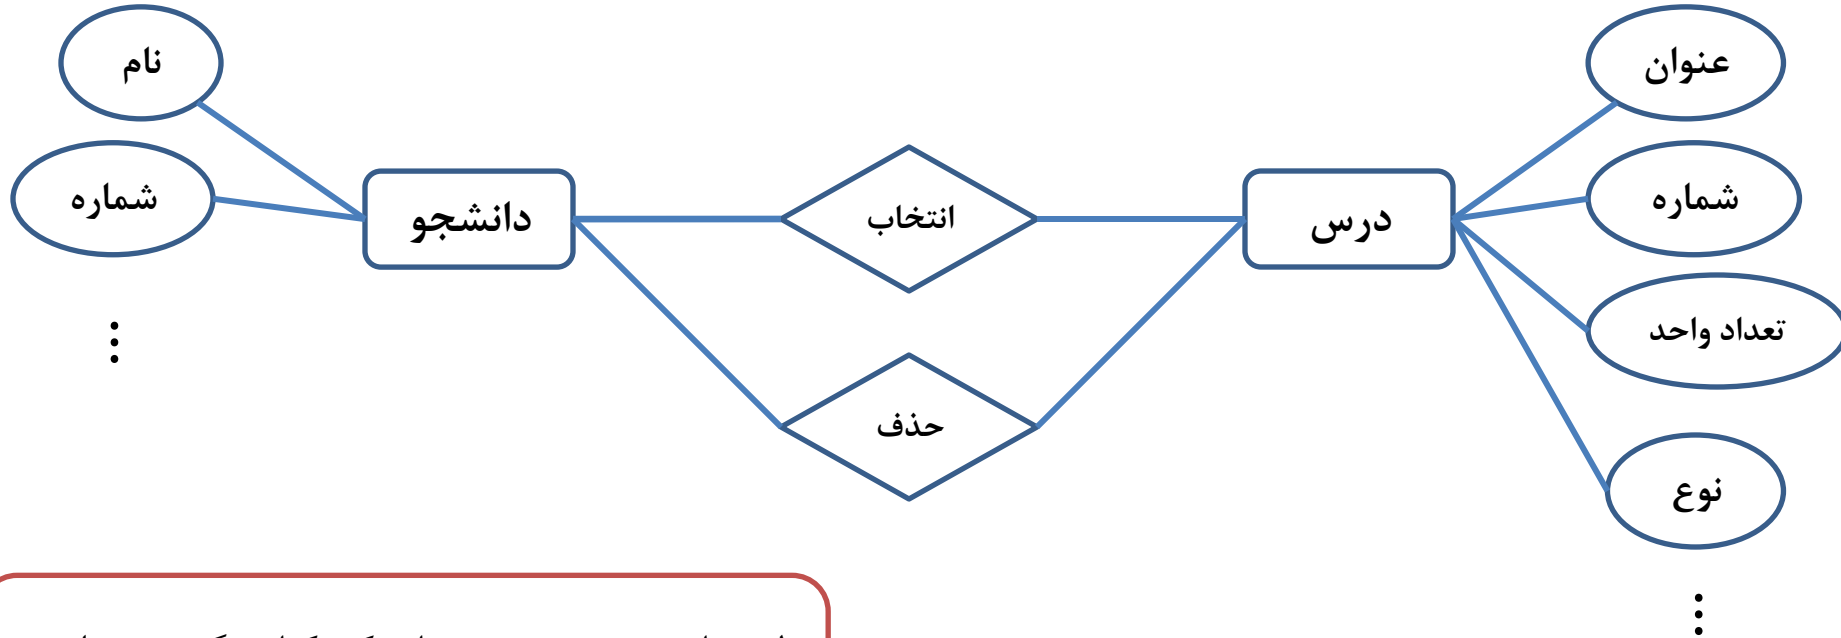 نام
عنوان
شماره
شماره
دانشجو
انتخاب
درس
تعداد واحد
حذف
نوع